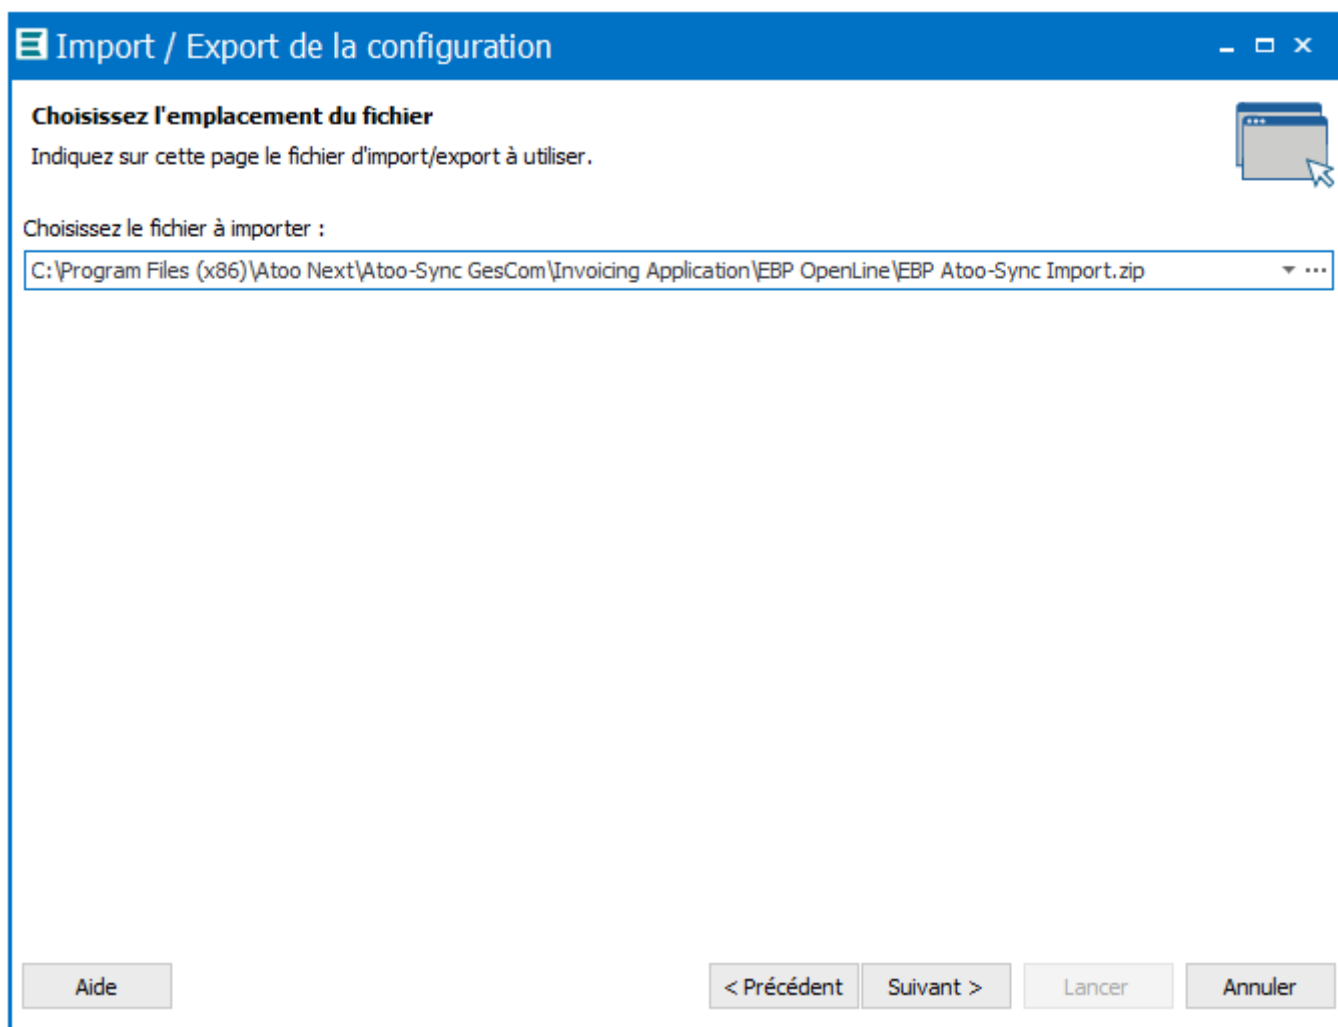 Import / Export de la configuration
Choisissez l'emplacement du fichier
Indiquez sur cette page le fichier d'import/export à utiliser.
Choisissez le fichier à importer :
C:\Program Files (x86)\Atoo Next\Atoo-Sync GesCom\Invoicing Application\EBP OpenLine\EBP Atoo-Sync Import.zip
Aide
< Précédent
Suivant >
Lancer
Annuler